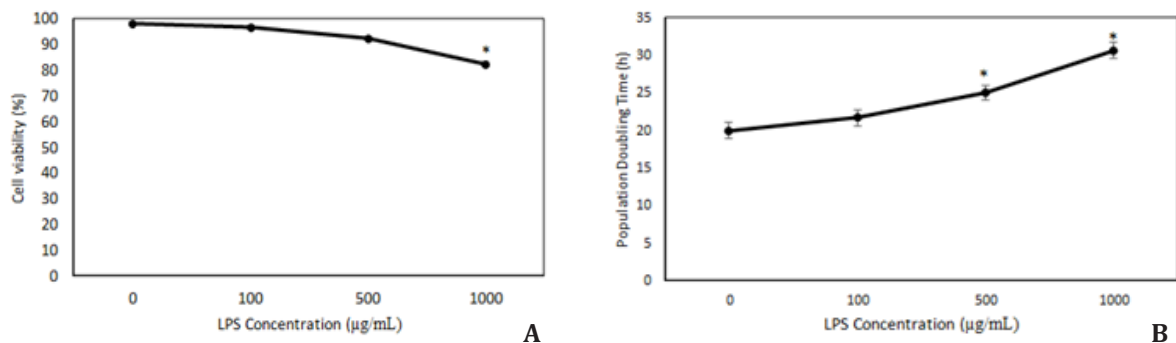 100
90
80
70
60
50
40
30
20
10
0
Cell viability (%)
*
0 100 500 1000
LPS Concentration (µg/mL)
A
35
30
25
20
15
10
5
0
Population Doubling Time (h)
*
*
0 100 500 1000
LPS Concentration (µg/mL)
B